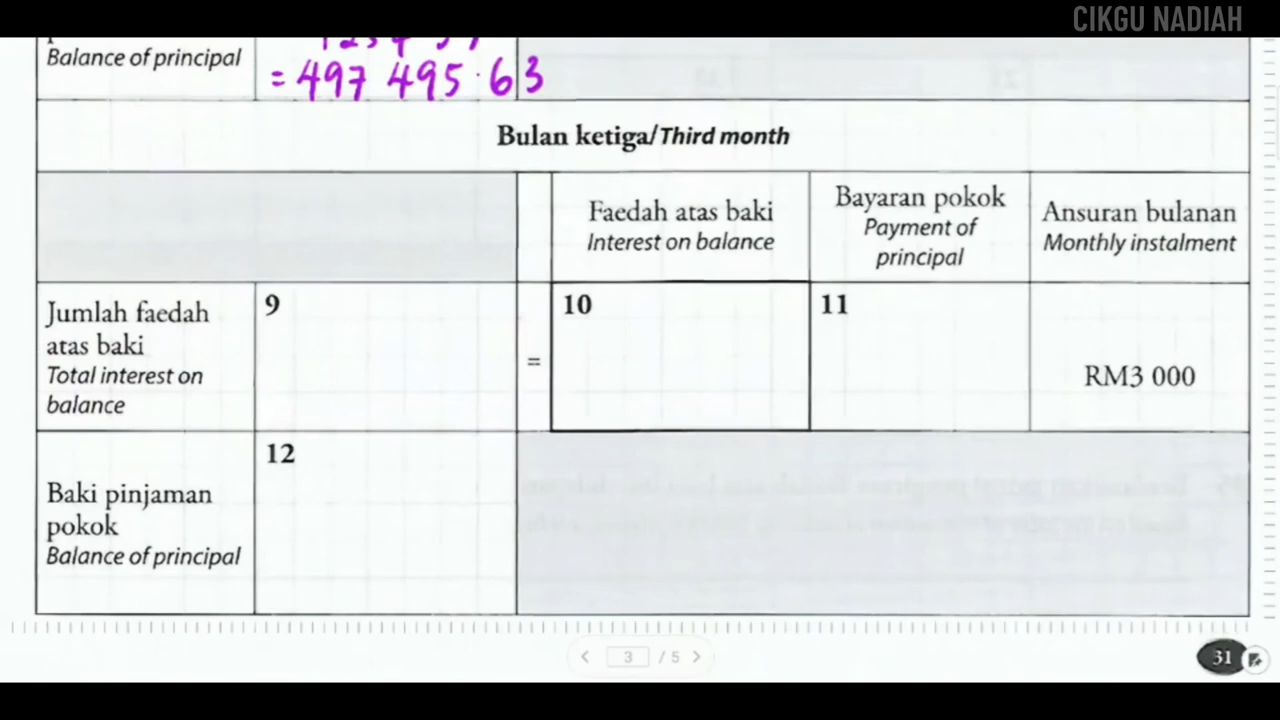 CIKGU NADIAH
Balance of principal
= 497 495.63
Bulan ketiga/Third month
Faedah atas baki
Interest on balance
Bayaran pokok
Payment of
principal
Ansuran bulanan
Monthly instalment
Jumlah faedah
atas baki
Total interest on
balance
9
=
10
11
RM3 000
Baki pinjaman
pokok
Balance of principal
12
3 / 5
31